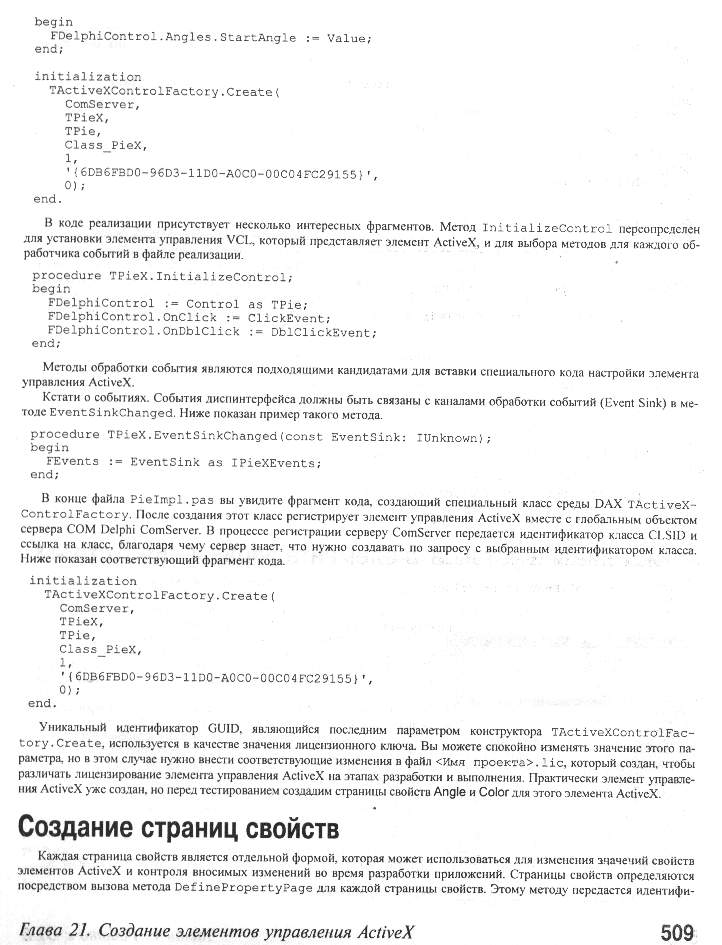 begin
FDelphiControl.Angles.StartAngle := Value;
end;
initialization
TActiveXControlFactory.Create(
ComServer,
TPieX,
TPie,
Class_PieX,
1,
'{6DB6FBD0-96D3-11D0-A0C0-00C04FC29155}',
0);
end.
В коде реализации присутствует несколько интересных фрагментов. Метод InitializeControl переопределен
для установки элемента управления VCL, который представляет элемент ActiveX, и для выбора методов для каждого об-
работчика событий в файле реализации.
procedure TPieX.InitializeControl;
begin
FDelphiControl := Control as TPie;
FDelphiControl.OnClick := ClickEvent;
FDelphiControl.OnDblClick := DblClickEvent;
end;
Методы обработки события являются подходящими кандидатами для вставки специального кода настройки элемента
управления ActiveX.
Кстати о событиях. События диспинтерфейса должны быть связаны с каналами обработки событий (Event Sink) в ме-
тоде EventSinkChanged. Ниже показан пример такого метода.
procedure TPieX.EventSinkChanged(const EventSink: IUnknown);
begin
FEvents := EventSink as IPieXEvents;
end;
В конце файла PieImpl.pas вы увидите фрагмент кода, создающий специальный класс среды DAX TActiveX-
ControlFactory. После создания этот класс регистрирует элемент управления ActiveX вместе с глобальным объектом
сервера COM Delphi ComServer. В процессе регистрации серверу ComServer передается идентификатор класса CLSID и
ссылка на класс, благодаря чему сервер знает, что нужно создавать по запросу с выбранным идентификатором класса.
Ниже показан соответствующий фрагмент кода.
initialization
TActiveXControlFactory.Create(
ComServer,
TPieX,
TPie,
Class_PieX,
1,
'{6DB6FBD0-96D3-11D0-A0C0-00C04FC29155}',
0);
end.
Уникальный идентификатор GUID, являющийся последним параметром конструктора TActiveXControlFac-
tory.Create, используется в качестве значения лицензионного ключа. Вы можете спокойно изменять значение этого па-
раметра, но в этом случае нужно внести соответствующие изменения в файл <Имя проекта>.lic, который создан, чтобы
различать лицензирование элемента управления ActiveX на этапах разработки и выполнения. Практически элемент управле-
ния ActiveX уже создан, но перед тестированием создадим страницы свойств Angle и Color для этого элемента ActiveX.
Создание страниц свойств
Каждая страница свойств является отдельной формой, которая может использоваться для изменения значений свойств
элементов ActiveX и контроля вносимых изменений во время разработки приложений. Страницы свойств определяются
посредством вызова метода DefinePropertyPage для каждой страницы свойств. Этому методу передается идентифи-
Глава 21. Создание элементов управления ActiveX
509